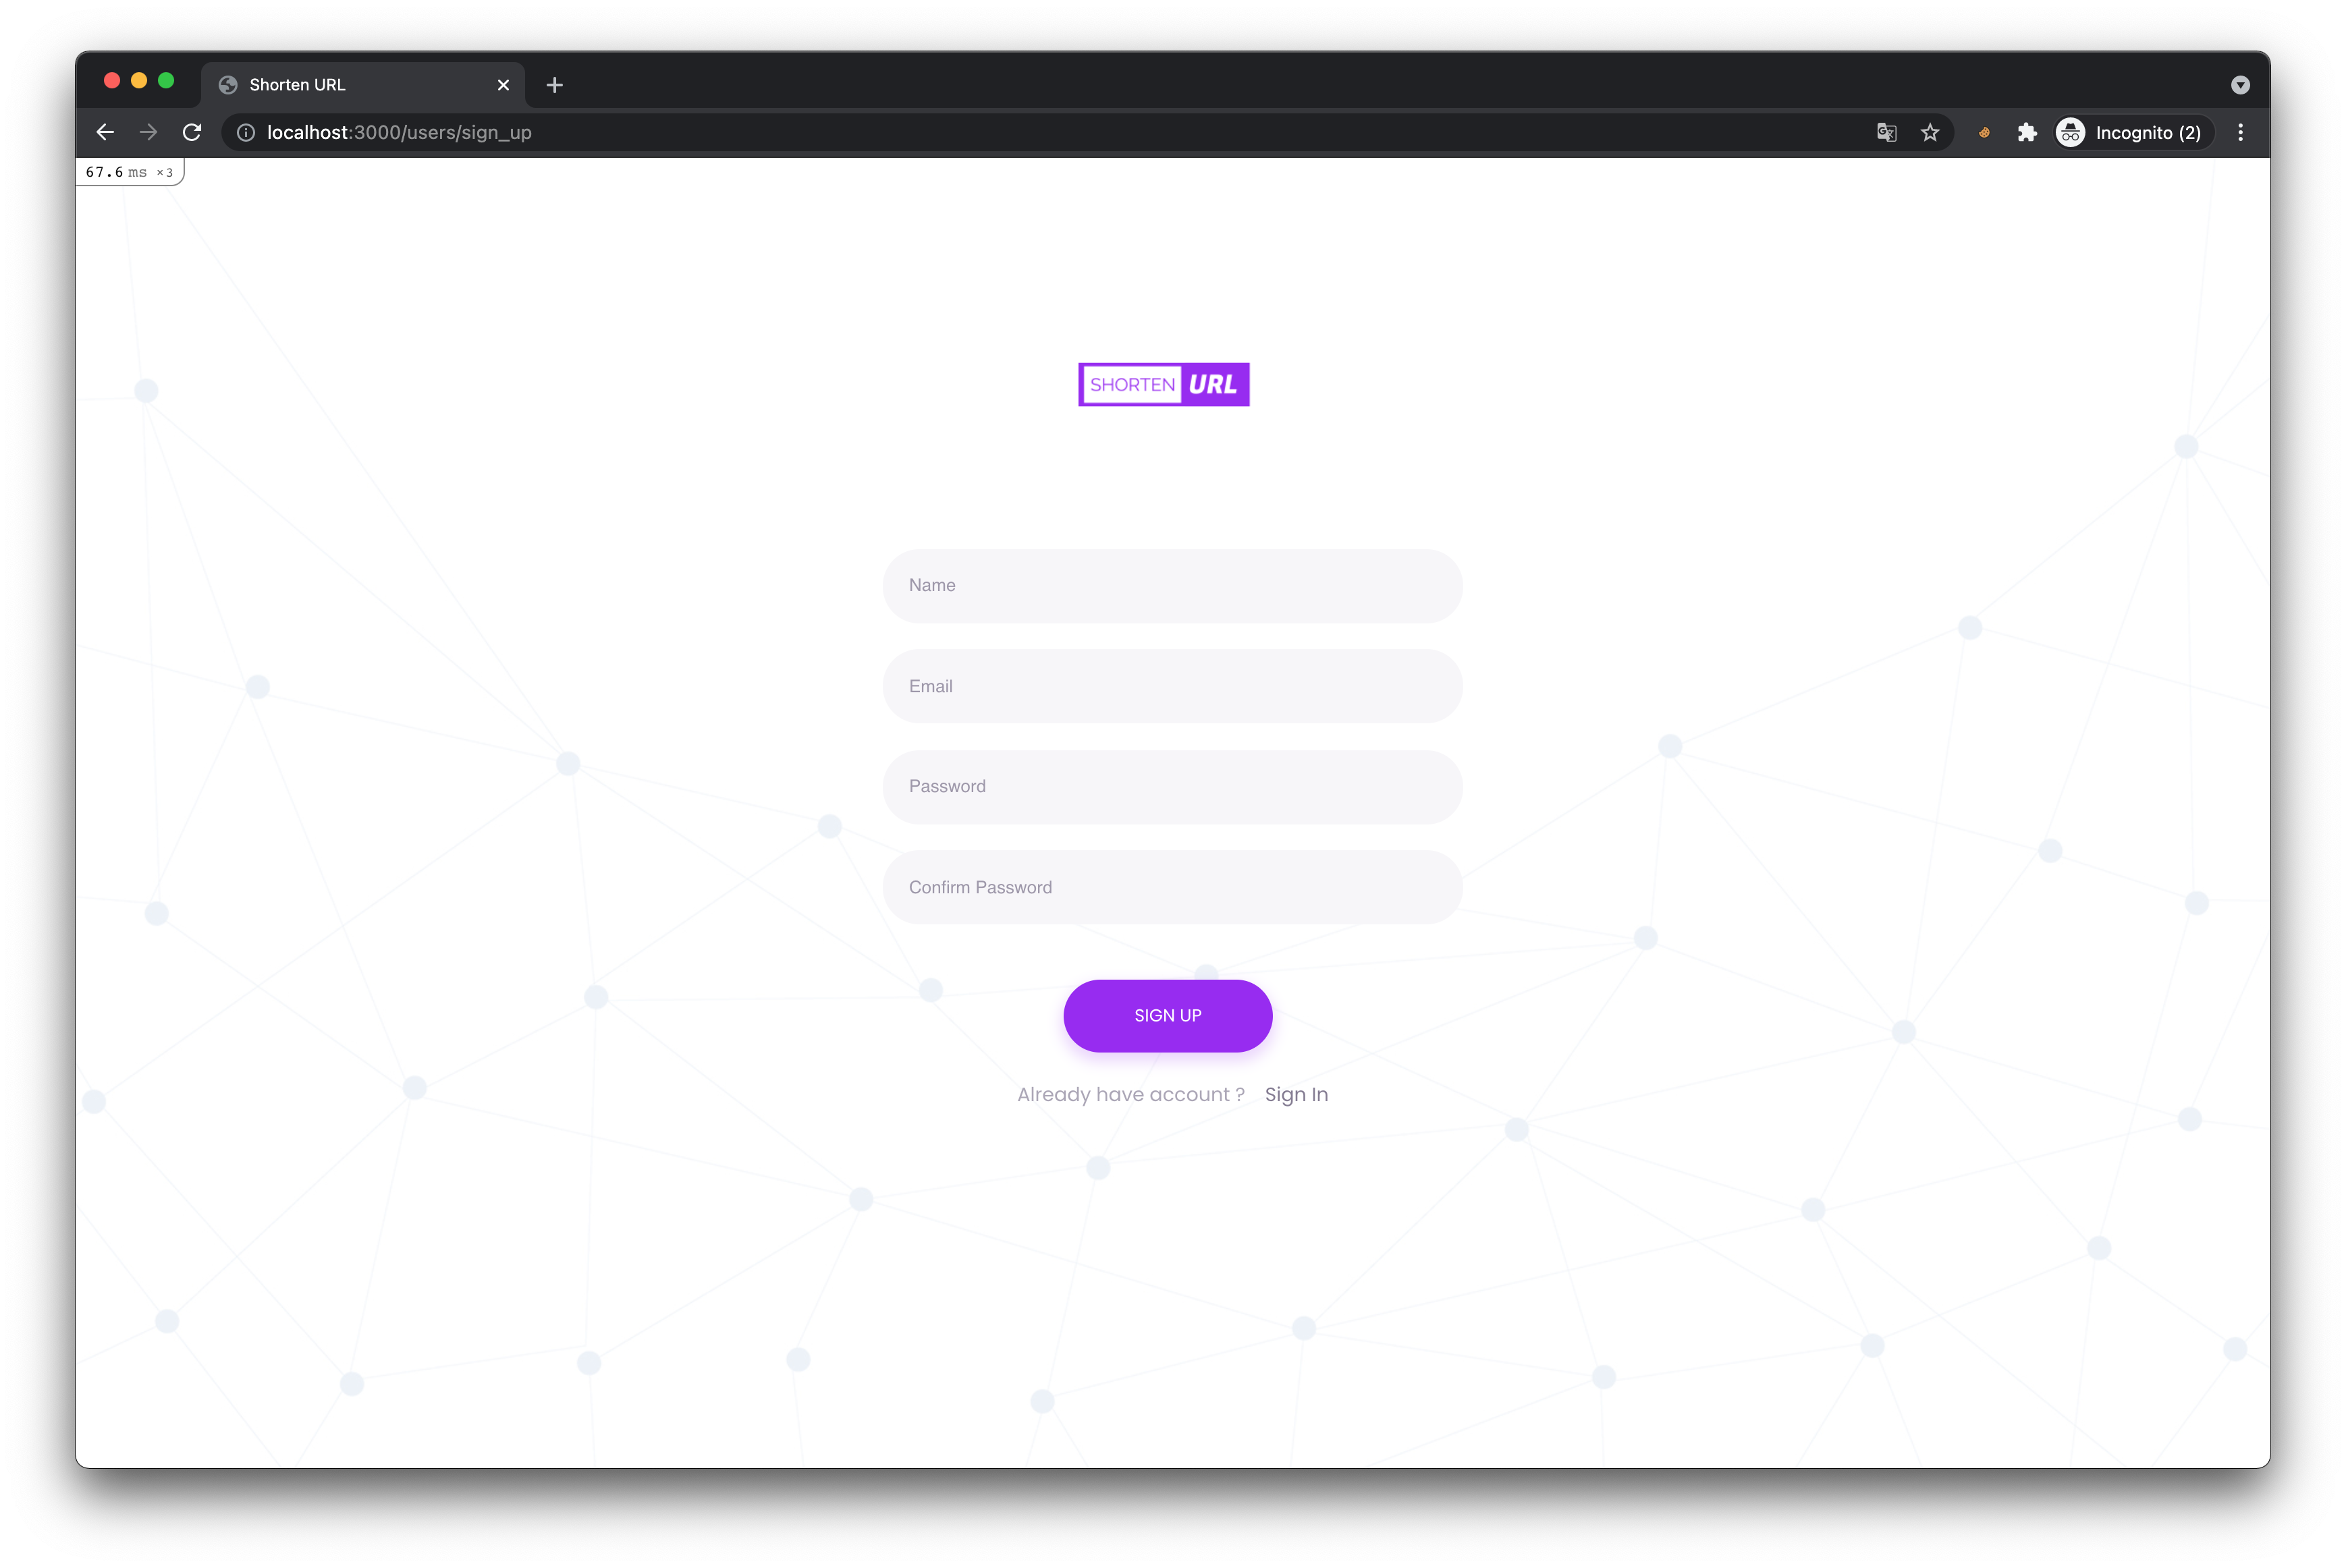 Shorten URL
localhost:3000/users/sign_up
Incognito (2)
67.6 ms ×3
SHORTEN URL
Name
Email
Password
Confirm Password
SIGN UP
Already have account ? Sign In